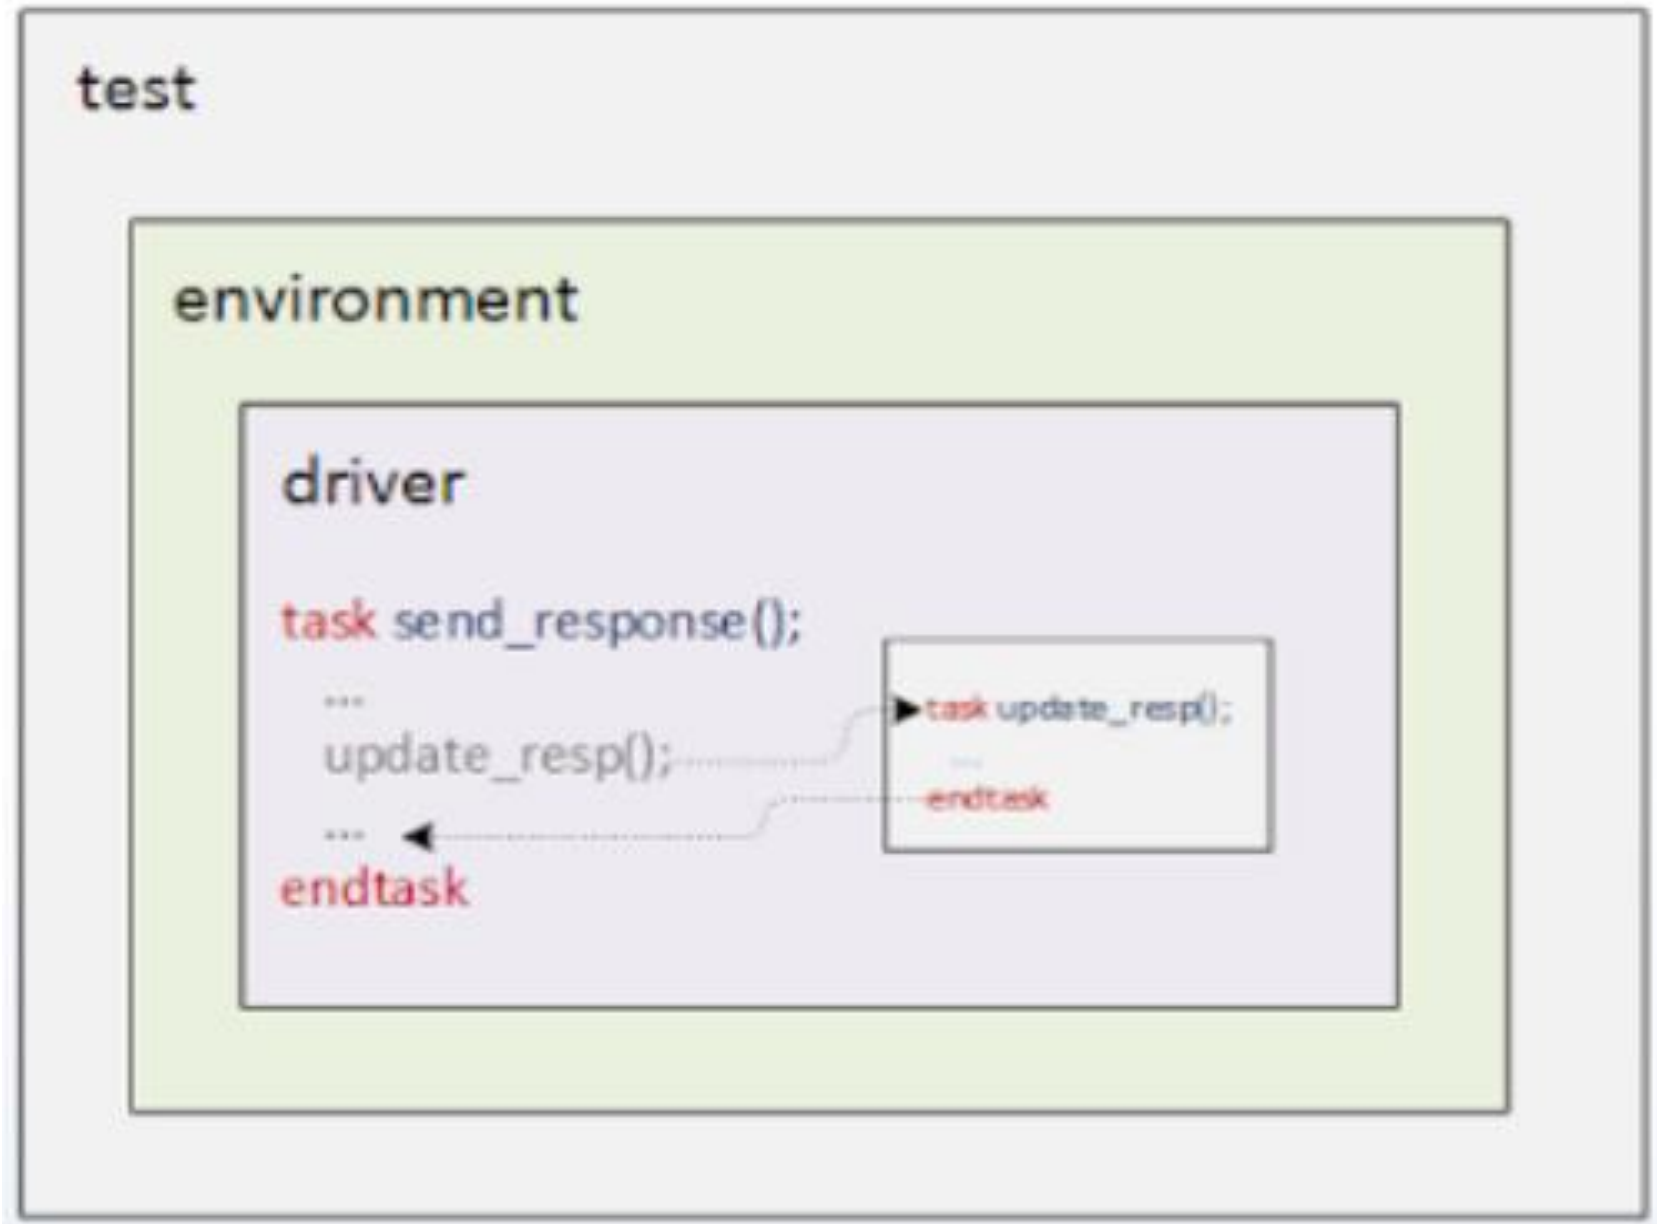 test
environment
driver
task send_response();
...
update_resp();
...
endtask
task update_resp();
...
endtask